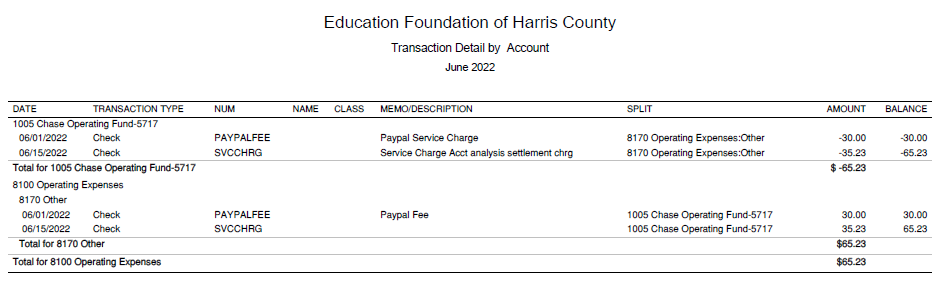 Education Foundation of Harris County
Transaction Detail by Account
June 2022
DATE TRANSACTION TYPE NUM NAME CLASS MEMO/DESCRIPTION SPLIT AMOUNT BALANCE
1005 Chase Operating Fund-5717
06/01/2022 Check PAYPALFEE Paypal Service Charge 8170 Operating Expenses:Other -30.00 -30.00
06/15/2022 Check SVCCHRG Service Charge Acct analysis settlement chrg 8170 Operating Expenses:Other -35.23 -65.23
Total for 1005 Chase Operating Fund-5717 $ -65.23
8100 Operating Expenses
8170 Other
06/01/2022 Check PAYPALFEE Paypal Fee 1005 Chase Operating Fund-5717 30.00 30.00
06/15/2022 Check SVCCHRG 1005 Chase Operating Fund-5717 35.23 65.23
Total for 8170 Other $65.23
Total for 8100 Operating Expenses $65.23